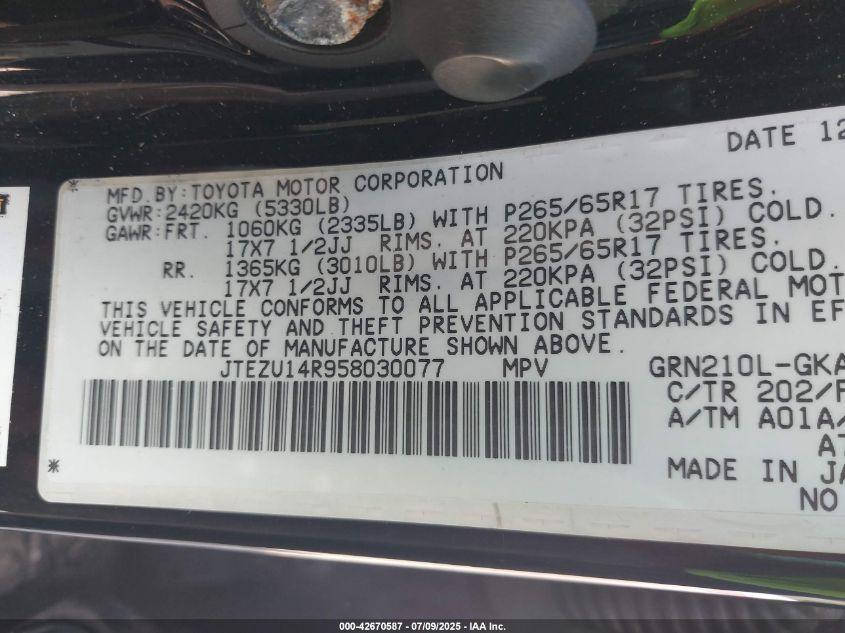 DATE 12
MFD.BY:TOYOTA MOTOR CORPORATION
GVWR:2420KG (5330LB)
GAWR:FRT. 1060KG (2335LB) WITH P265/65R17 TIRES.
17X7 1/2JJ RIMS. AT 220KPA (32PSI) COLD.
RR. 1365KG (3010LB) WITH P265/65R17 TIRES.
17X7 1/2JJ RIMS. AT 220KPA (32PSI) COLD.
THIS VEHICLE CONFORMS TO ALL APPLICABLE FEDERAL MOT
VEHICLE SAFETY AND THEFT PREVENTION STANDARDS IN EF
ON THE DATE OF MANUFACTURE SHOWN ABOVE.
JTEZU14R958030077 MPV GRN210L-GKA
C/TR 202/F
A/TM A01A/
AT
MADE IN JA
NO
000-42670587 - 07/09/2025 - IAA Inc.